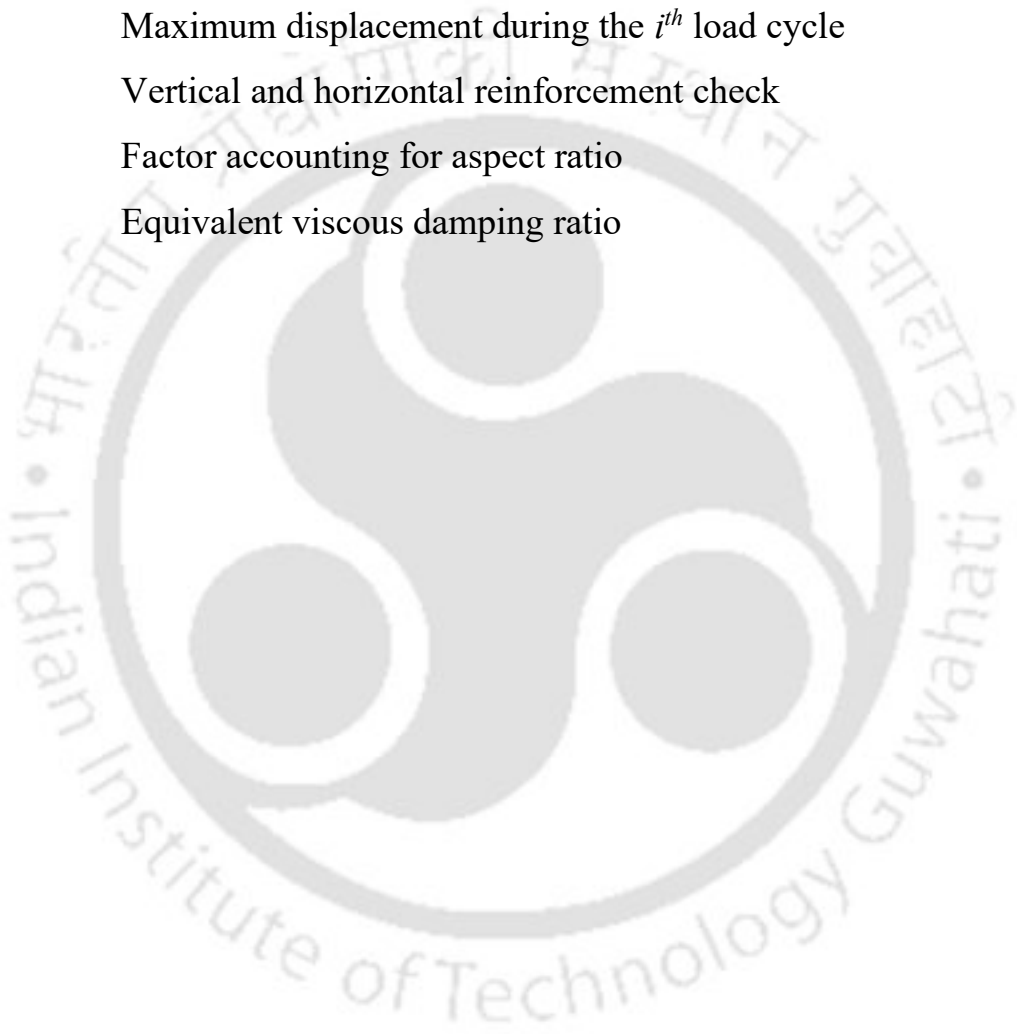 Maximum displacement during the iᵗʰ load cycle
Vertical and horizontal reinforcement check
Factor accounting for aspect ratio
Equivalent viscous damping ratio
भारतीय प्रौद्योगिकी संस्थान गुवाहाटी
• Indian Institute of Technology Guwahati •